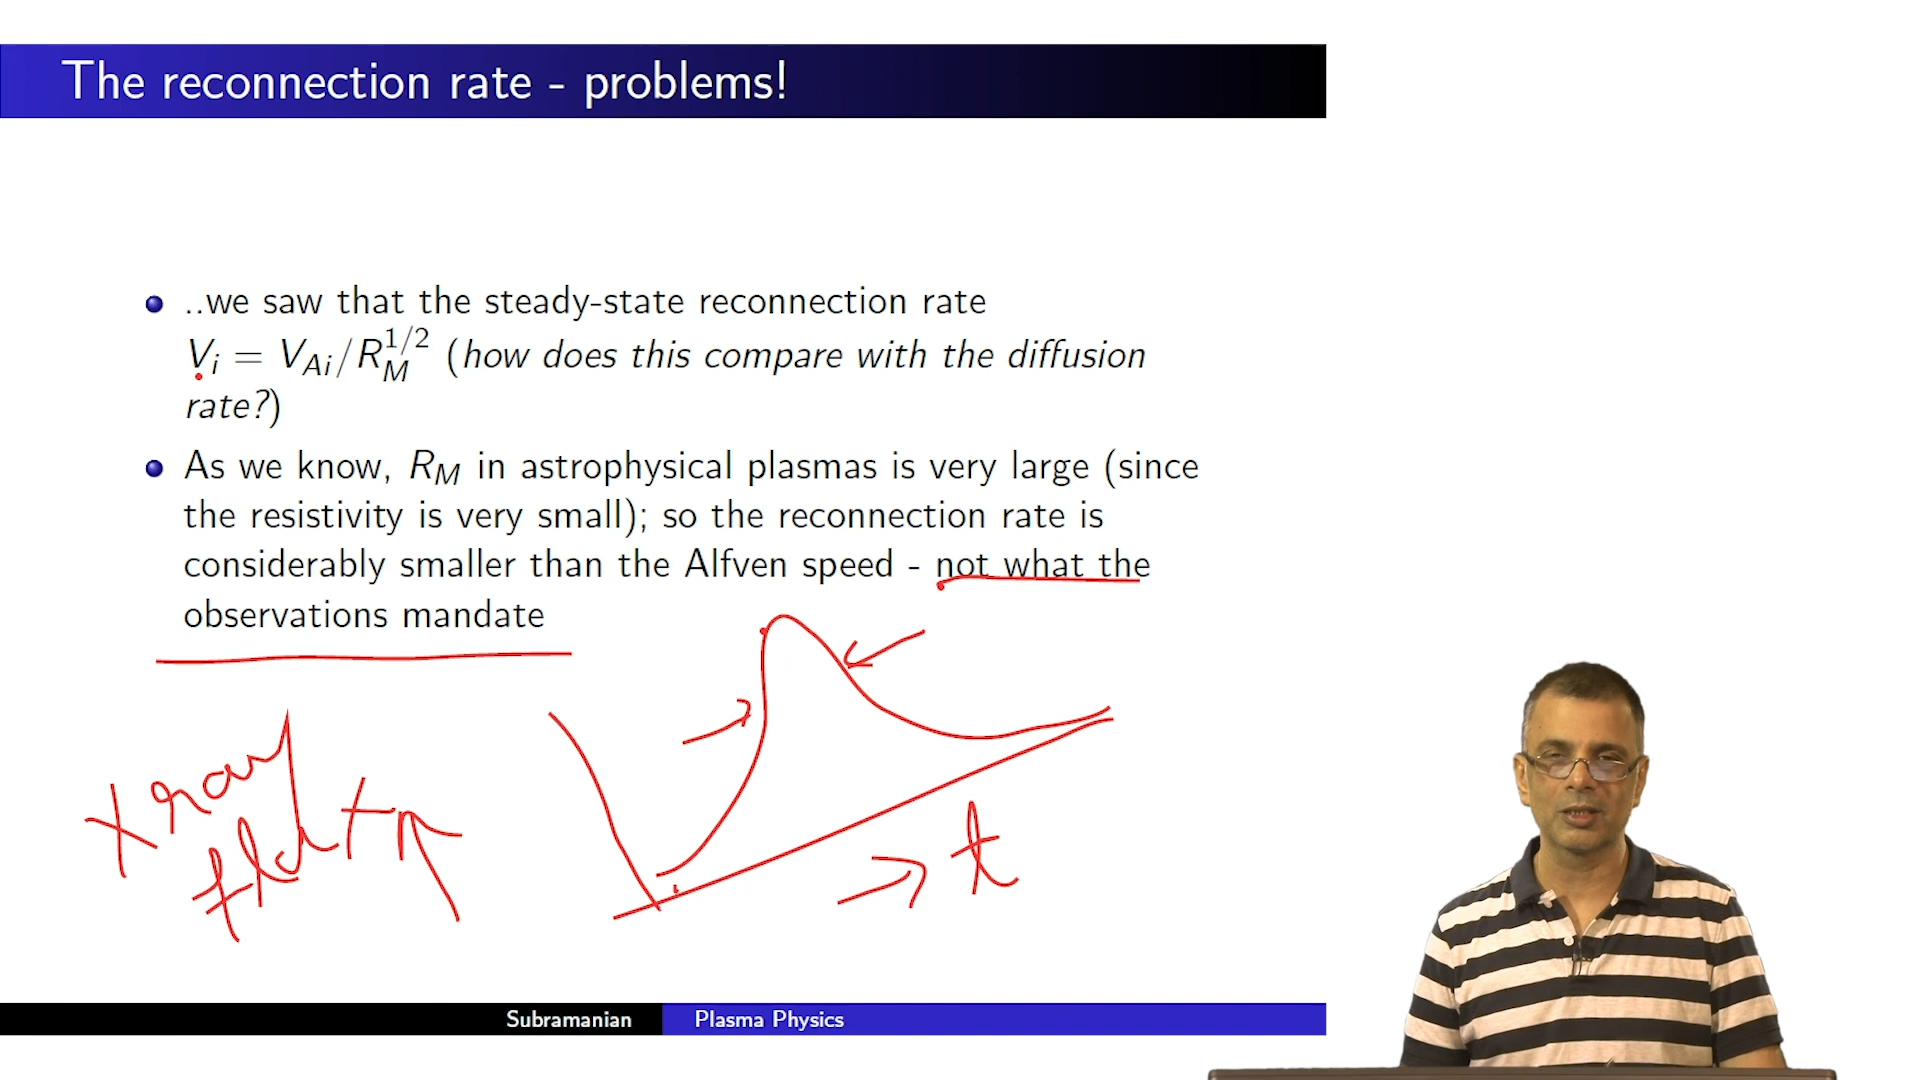 The reconnection rate - problems!
..we saw that the steady-state reconnection rate
V_i = V_{Ai}/R_M^{1/2} (how does this compare with the diffusion
rate?)
As we know, R_M in astrophysical plasmas is very large (since
the resistivity is very small); so the reconnection rate is
considerably smaller than the Alfven speed - not what the
observations mandate
X ray
t
Subramanian
Plasma Physics